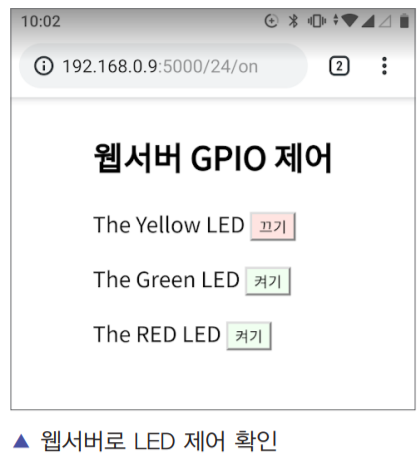 10:02
192.168.0.9:5000/24/on
2
웹서버 GPIO 제어
The Yellow LED 끄기
The Green LED 켜기
The RED LED 켜기
▲ 웹서버로 LED 제어 확인